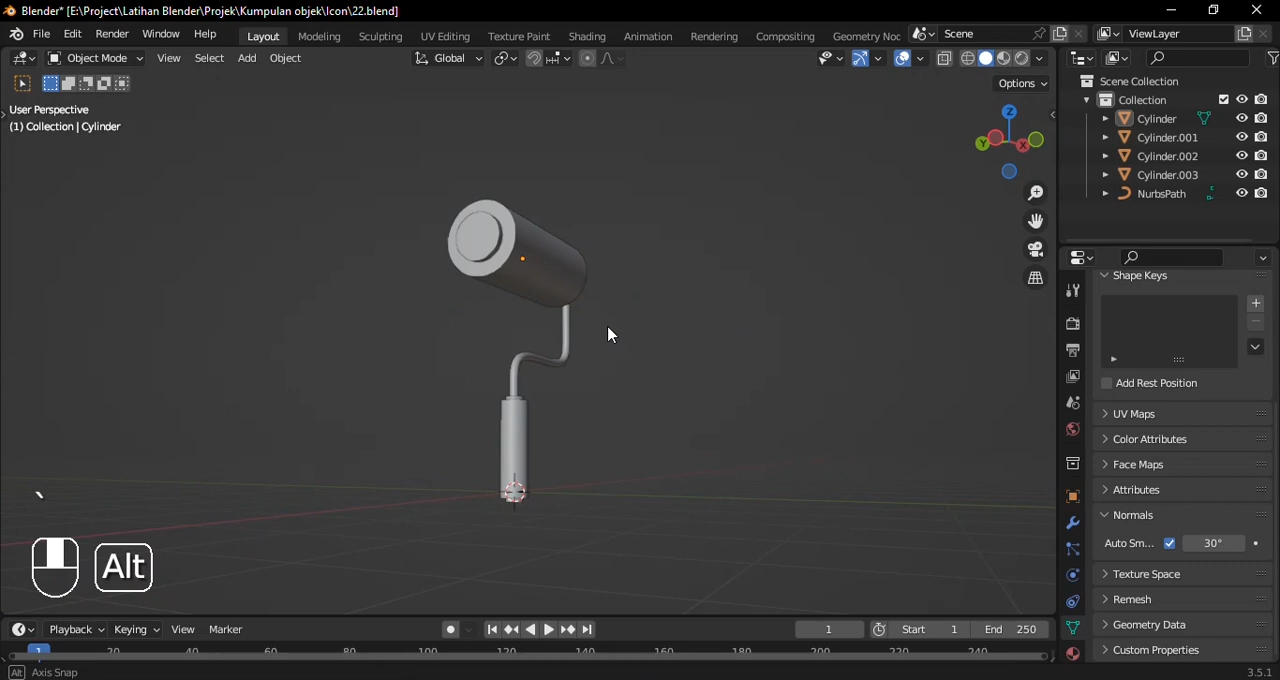 Blender* [E:\Project\Latihan Blender\Projek\Kumpulan objek\Icon\22.blend]
File Edit Render Window Help Layout Modeling Sculpting UV Editing Texture Paint Shading Animation Rendering Compositing Geometry Noc Scene ViewLayer
Object Mode View Select Add Object Global
Options
User Perspective
(1) Collection | Cylinder
Z
Y
X
Scene Collection
Collection
Cylinder
Cylinder.001
Cylinder.002
Cylinder.003
NurbsPath
Shape Keys
Add Rest Position
UV Maps
Color Attributes
Face Maps
Attributes
Normals
Auto Sm... 30°
Texture Space
Remesh
Geometry Data
Custom Properties
Alt
Playback Keying View Marker 1 Start 1 End 250
1 20 40 60 80 100 120 140 160 180 200 220 240
Alt Axis Snap 3.5.1